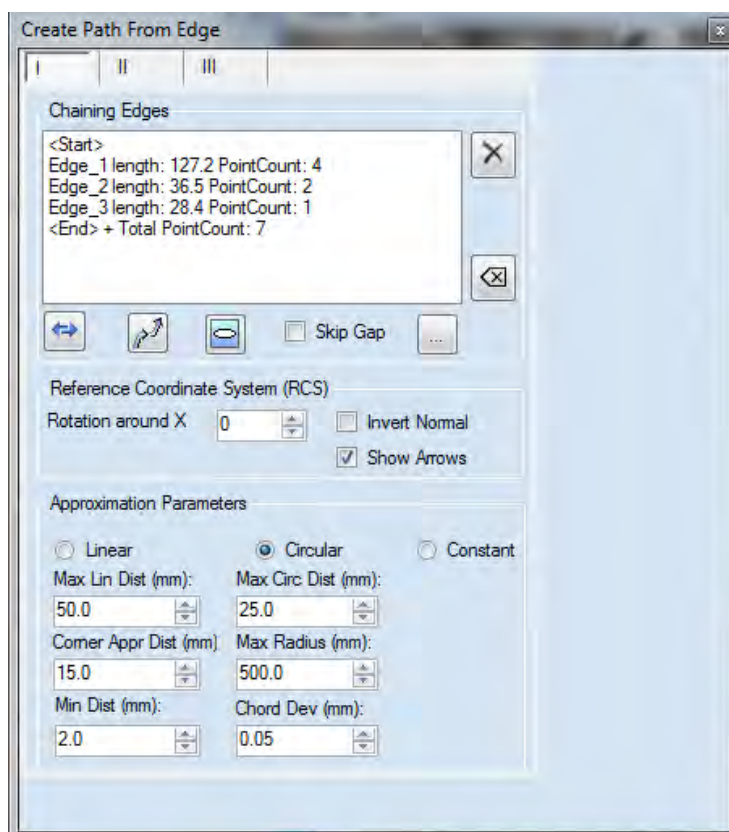 Create Path From Edge
x
I II III
Chaining Edges
<Start>
Edge_1 length: 127.2 PointCount: 4
Edge_2 length: 36.5 PointCount: 2
Edge_3 length: 28.4 PointCount: 1
<End> + Total PointCount: 7
Skip Gap ...
Reference Coordinate System (RCS)
Rotation around X 0 Invert Normal
Show Arrows
Approximation Parameters
Linear Circular Constant
Max Lin Dist (mm): Max Circ Dist (mm):
50.0 25.0
Corner Appr Dist (mm) Max Radius (mm):
15.0 500.0
Min Dist (mm): Chord Dev (mm):
2.0 0.05